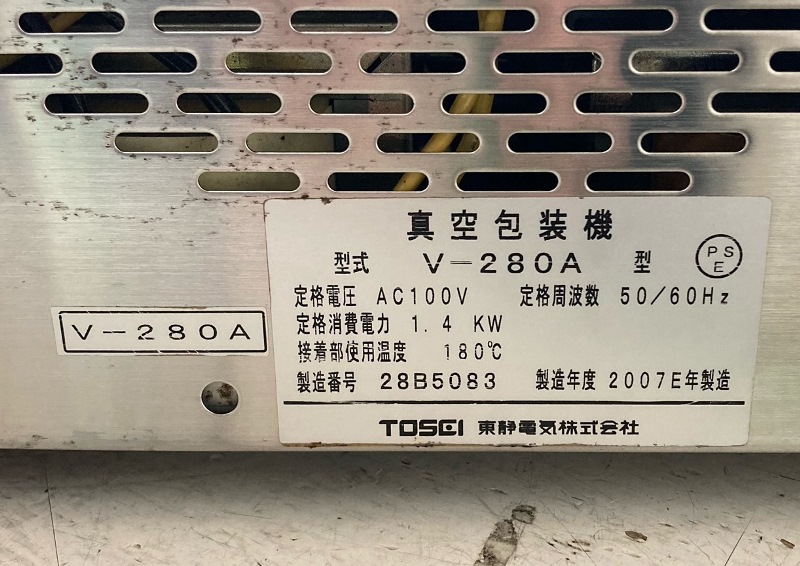 真空包装機
型式 V-280A 型 PSE
定格電圧 AC100V 定格周波数 50/60Hz
定格消費電力 1.4 KW
接着部使用温度 180℃
製造番号 28B5083 製造年度 2007E年製造
TOSEI 東静電気株式会社
V-280A